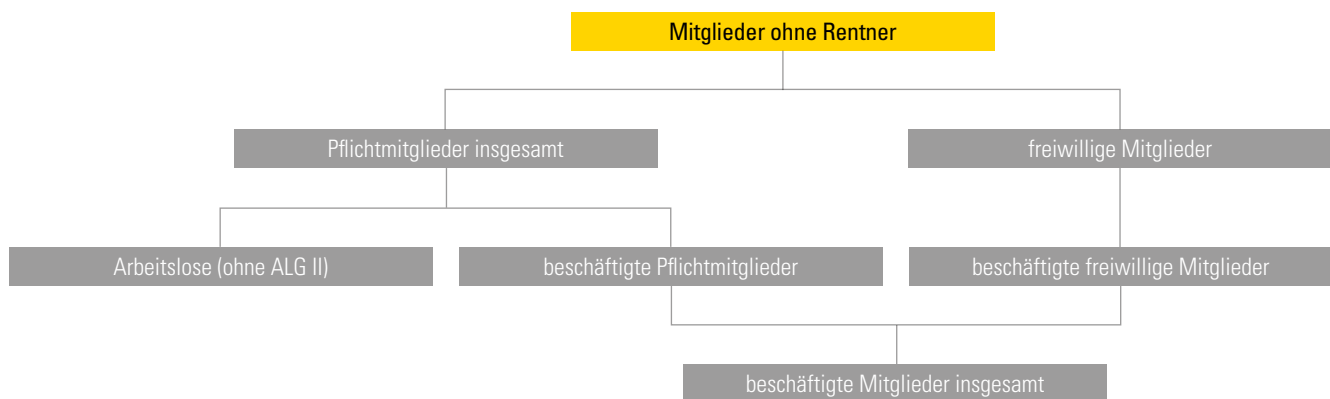 Mitglieder ohne Rentner
Pflichtmitglieder insgesamt
freiwillige Mitglieder
Arbeitslose (ohne ALG II)
beschäftigte Pflichtmitglieder
beschäftigte freiwillige Mitglieder
beschäftigte Mitglieder insgesamt